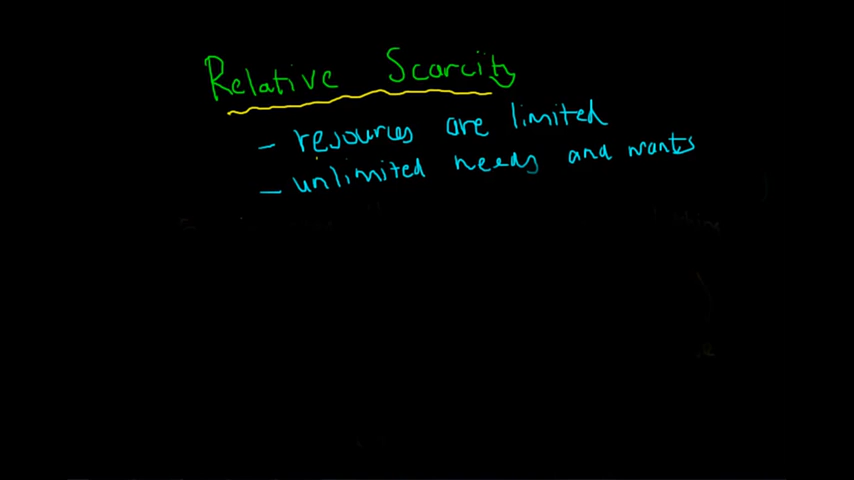 Relative Scarcity
- resources are limited
- unlimited needs and wants